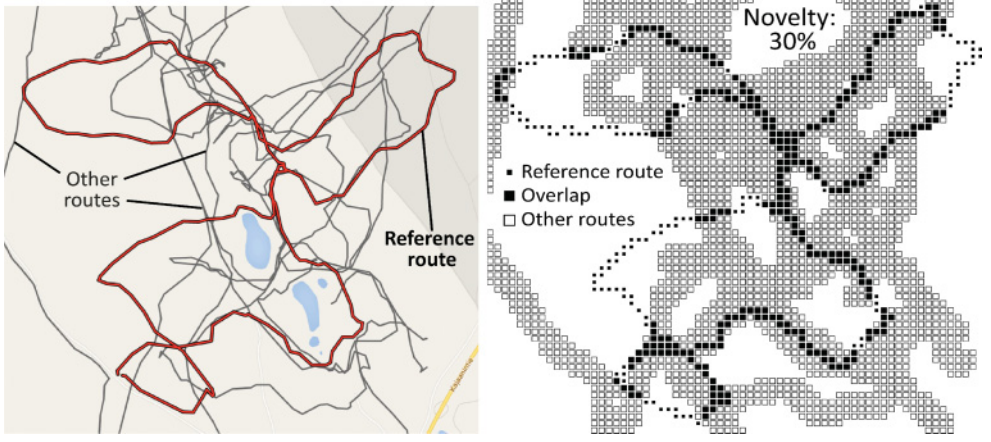 Other
routes
Reference
route
Novelty:
30%
Reference route
Overlap
Other routes